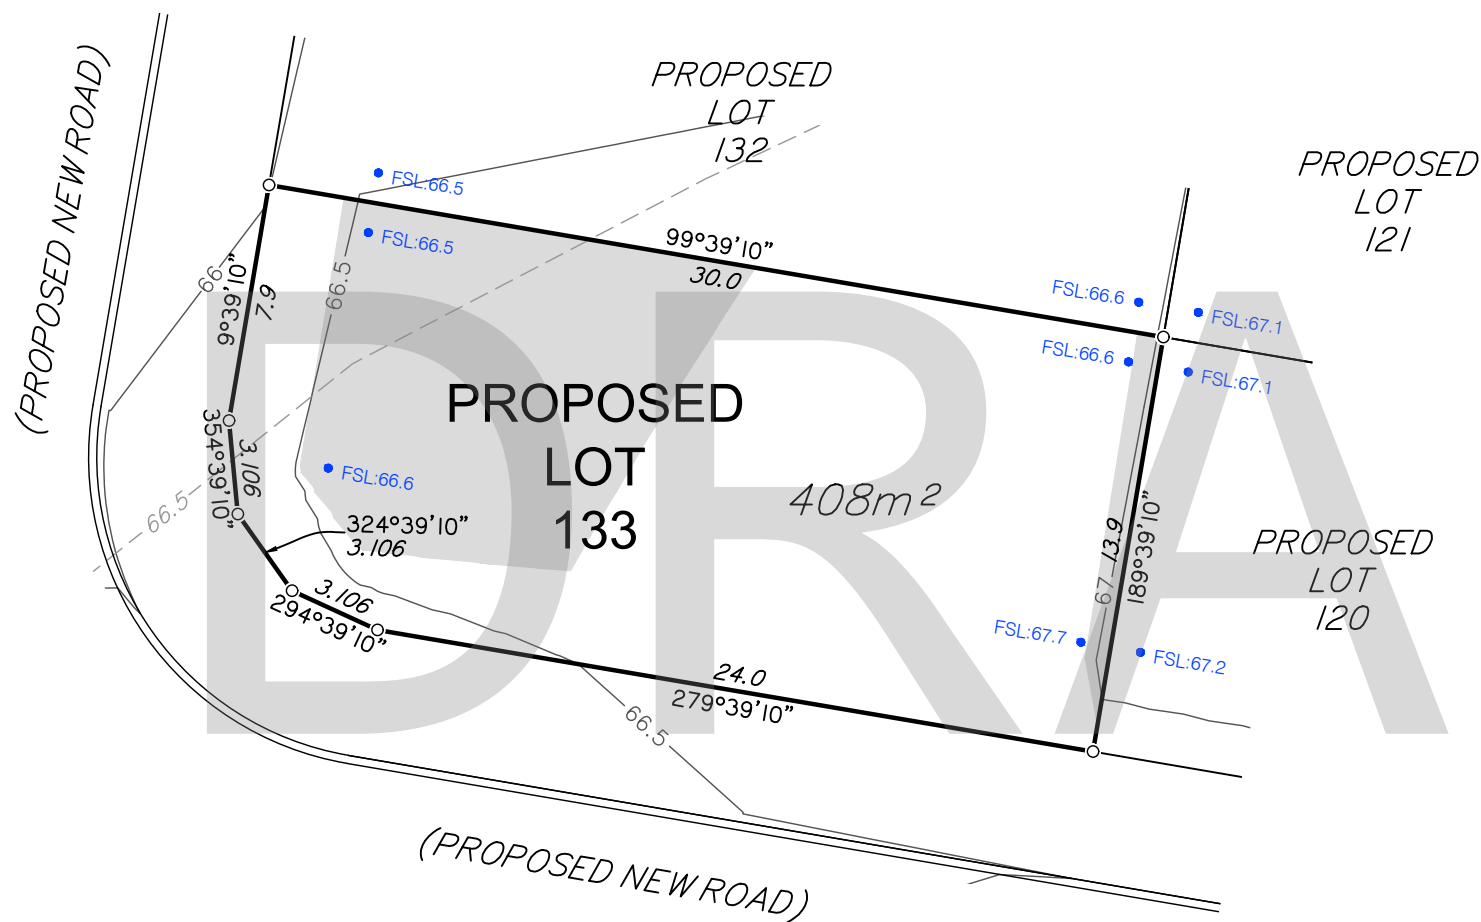 PROPOSED
LOT
132
PROPOSED
LOT
121
(PROPOSED NEW ROAD)
FSL:66.5
FSL:66.5
99°39'10"
30.0
66
9°39'10"
7.9
66.5
FSL:66.6
FSL:67.1
FSL:66.6
FSL:67.1
PROPOSED
LOT
133
408m²
354°39'10"
3.106
FSL:66.6
66.5
324°39'10"
3.106
13.9
189°39'10"
67
PROPOSED
LOT
120
3.106
294°39'10"
FSL:67.7
FSL:67.2
24.0
279°39'10"
66.5
(PROPOSED NEW ROAD)
DRA